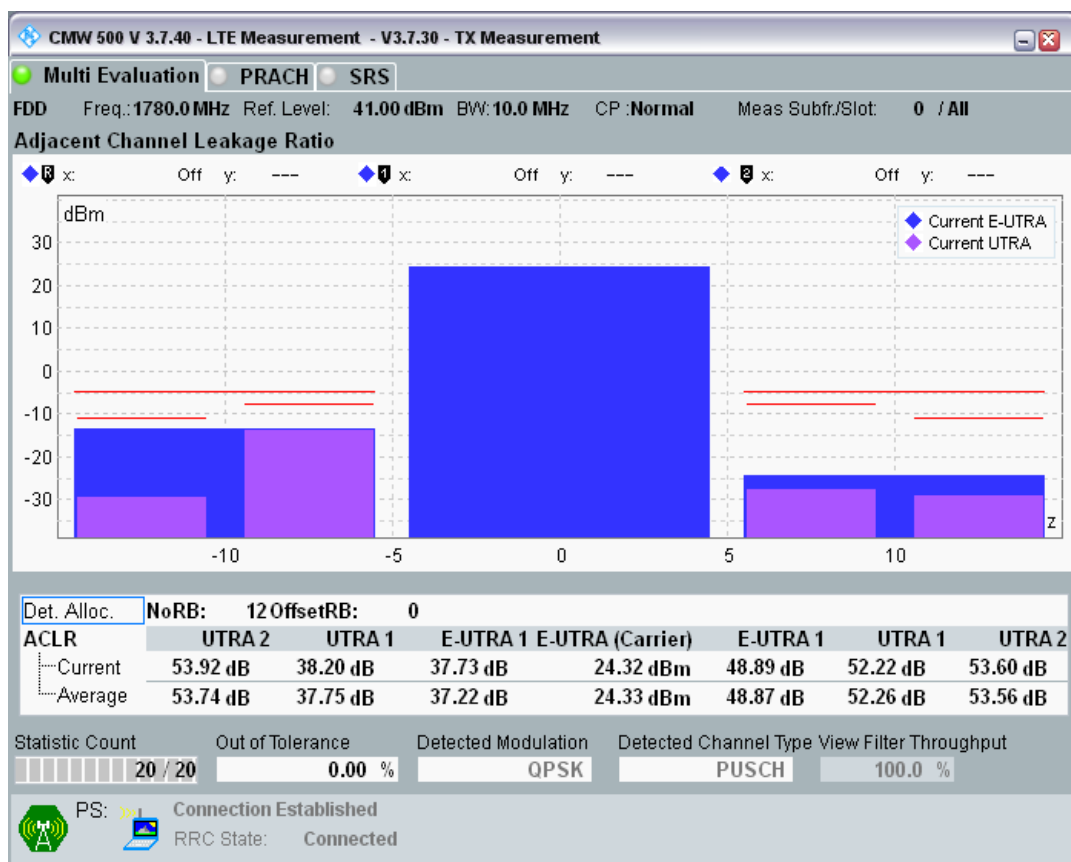 CMW 500 V 3.7.40 - LTE Measurement - V3.7.30 - TX Measurement
Multi Evaluation PRACH SRS
FDD Freq.: 1780.0 MHz Ref. Level: 41.00 dBm BW: 10.0 MHz CP :Normal Meas Subfr./Slot: 0 / All
Adjacent Channel Leakage Ratio
R x: Off y: --- 1 x: Off y: --- 2 x: Off y: ---
dBm
Current E-UTRA
Current UTRA
30
20
10
0
-10
-20
-30
z
-10 -5 0 5 10
Det. Alloc. NoRB: 12 OffsetRB: 0
ACLR UTRA 2 UTRA 1 E-UTRA 1 E-UTRA (Carrier) E-UTRA 1 UTRA 1 UTRA 2
Current 53.92 dB 38.20 dB 37.73 dB 24.32 dBm 48.89 dB 52.22 dB 53.60 dB
Average 53.74 dB 37.75 dB 37.22 dB 24.33 dBm 48.87 dB 52.26 dB 53.56 dB
Statistic Count Out of Tolerance Detected Modulation Detected Channel Type View Filter Throughput
20 / 20 0.00 % QPSK PUSCH 100.0 %
PS: Connection Established
RRC State: Connected